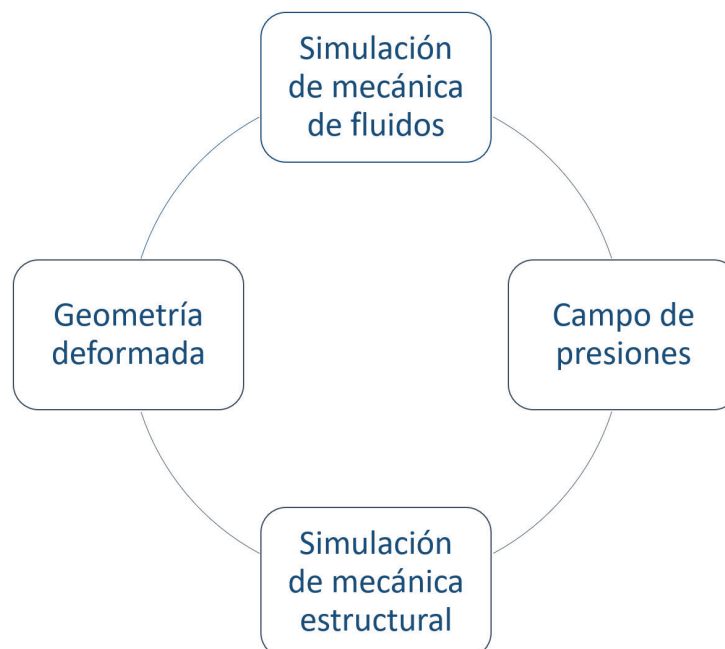 Simulación
de mecánica
de fluidos
Geometría
deformada
Campo de
presiones
Simulación
de mecánica
estructural